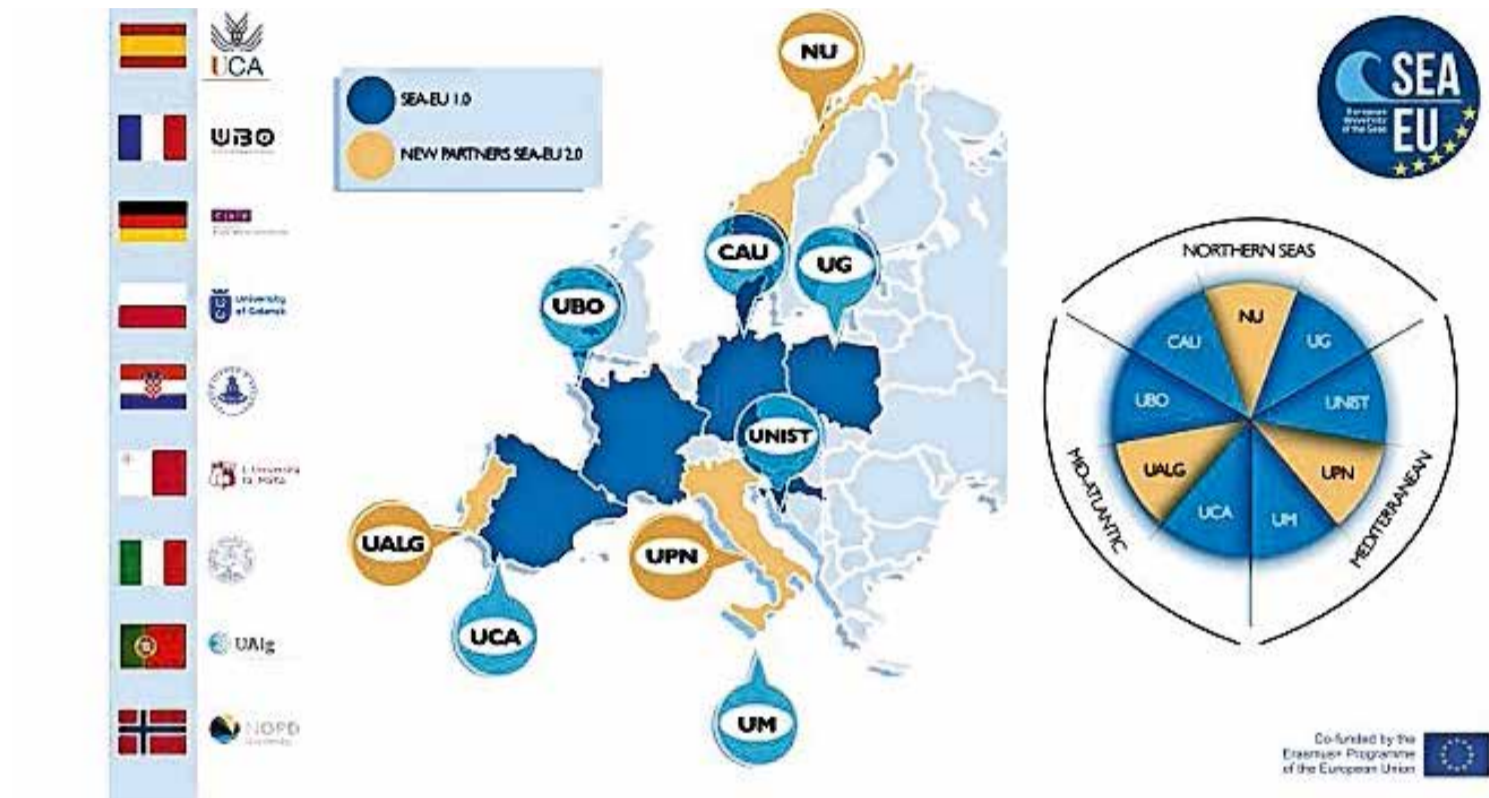 UCA
UBO
University
of Gdańsk
L-Università
ta' Malta
UAlg
NORD
University
SEA-EU 1.0
NEW PARTNERS SEA-EU 2.0
NU
CAU
UG
UBO
UNIST
UALG
UPN
UCA
UM
SEA
EU
European
University
of the Seas
NORTHERN SEAS
MID-ATLANTIC
MEDITERRANEAN
NU
CAU
UG
UBO
UNIST
UALG
UPN
UCA
UM
Co-funded by the
Erasmus+ Programme
of the European Union